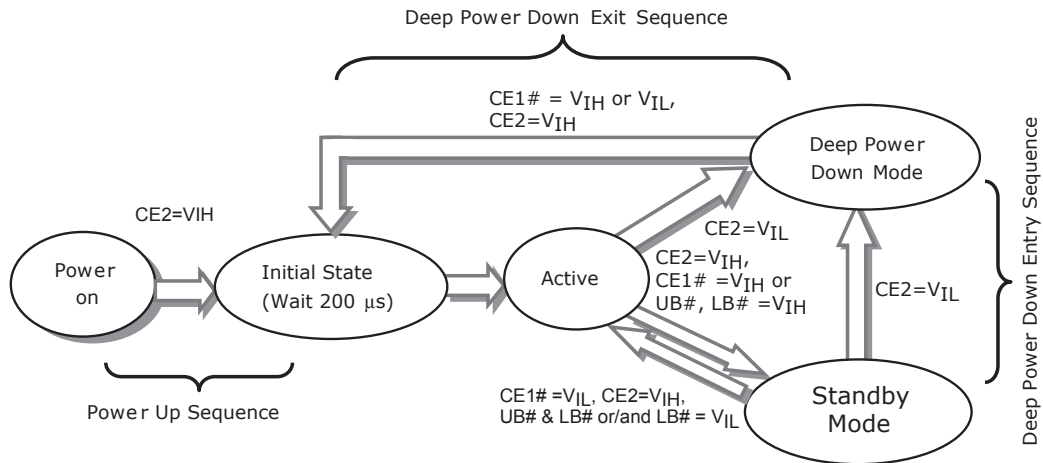 Deep Power Down Exit Sequence
CE1# = VIH or VIL,
CE2=VIH
Deep Power
Down Mode
CE2=VIH
Power
on
Initial State
(Wait 200 μs)
Active
CE2=VIL
CE2=VIH,
CE1# =VIH or
UB#, LB# =VIH
CE2=VIL
Deep Power Down Entry Sequence
Power Up Sequence
CE1# =VIL, CE2=VIH,
UB# & LB# or/and LB# = VIL
Standby
Mode